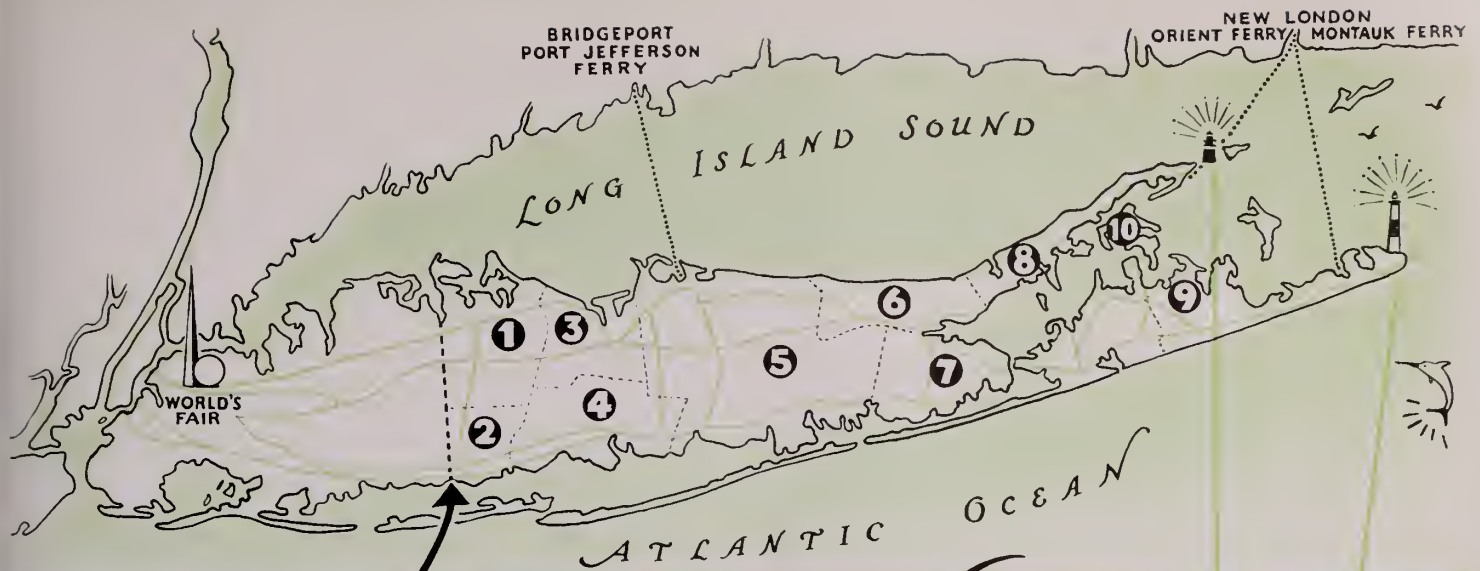 BRIDGEPORT
PORT JEFFERSON
FERRY
NEW LONDON
ORIENT FERRY MONTAUK FERRY
LONG ISLAND SOUND
10
8
9
6
1
3
5
7
4
2
WORLD'S
FAIR
ATLANTIC OCEAN